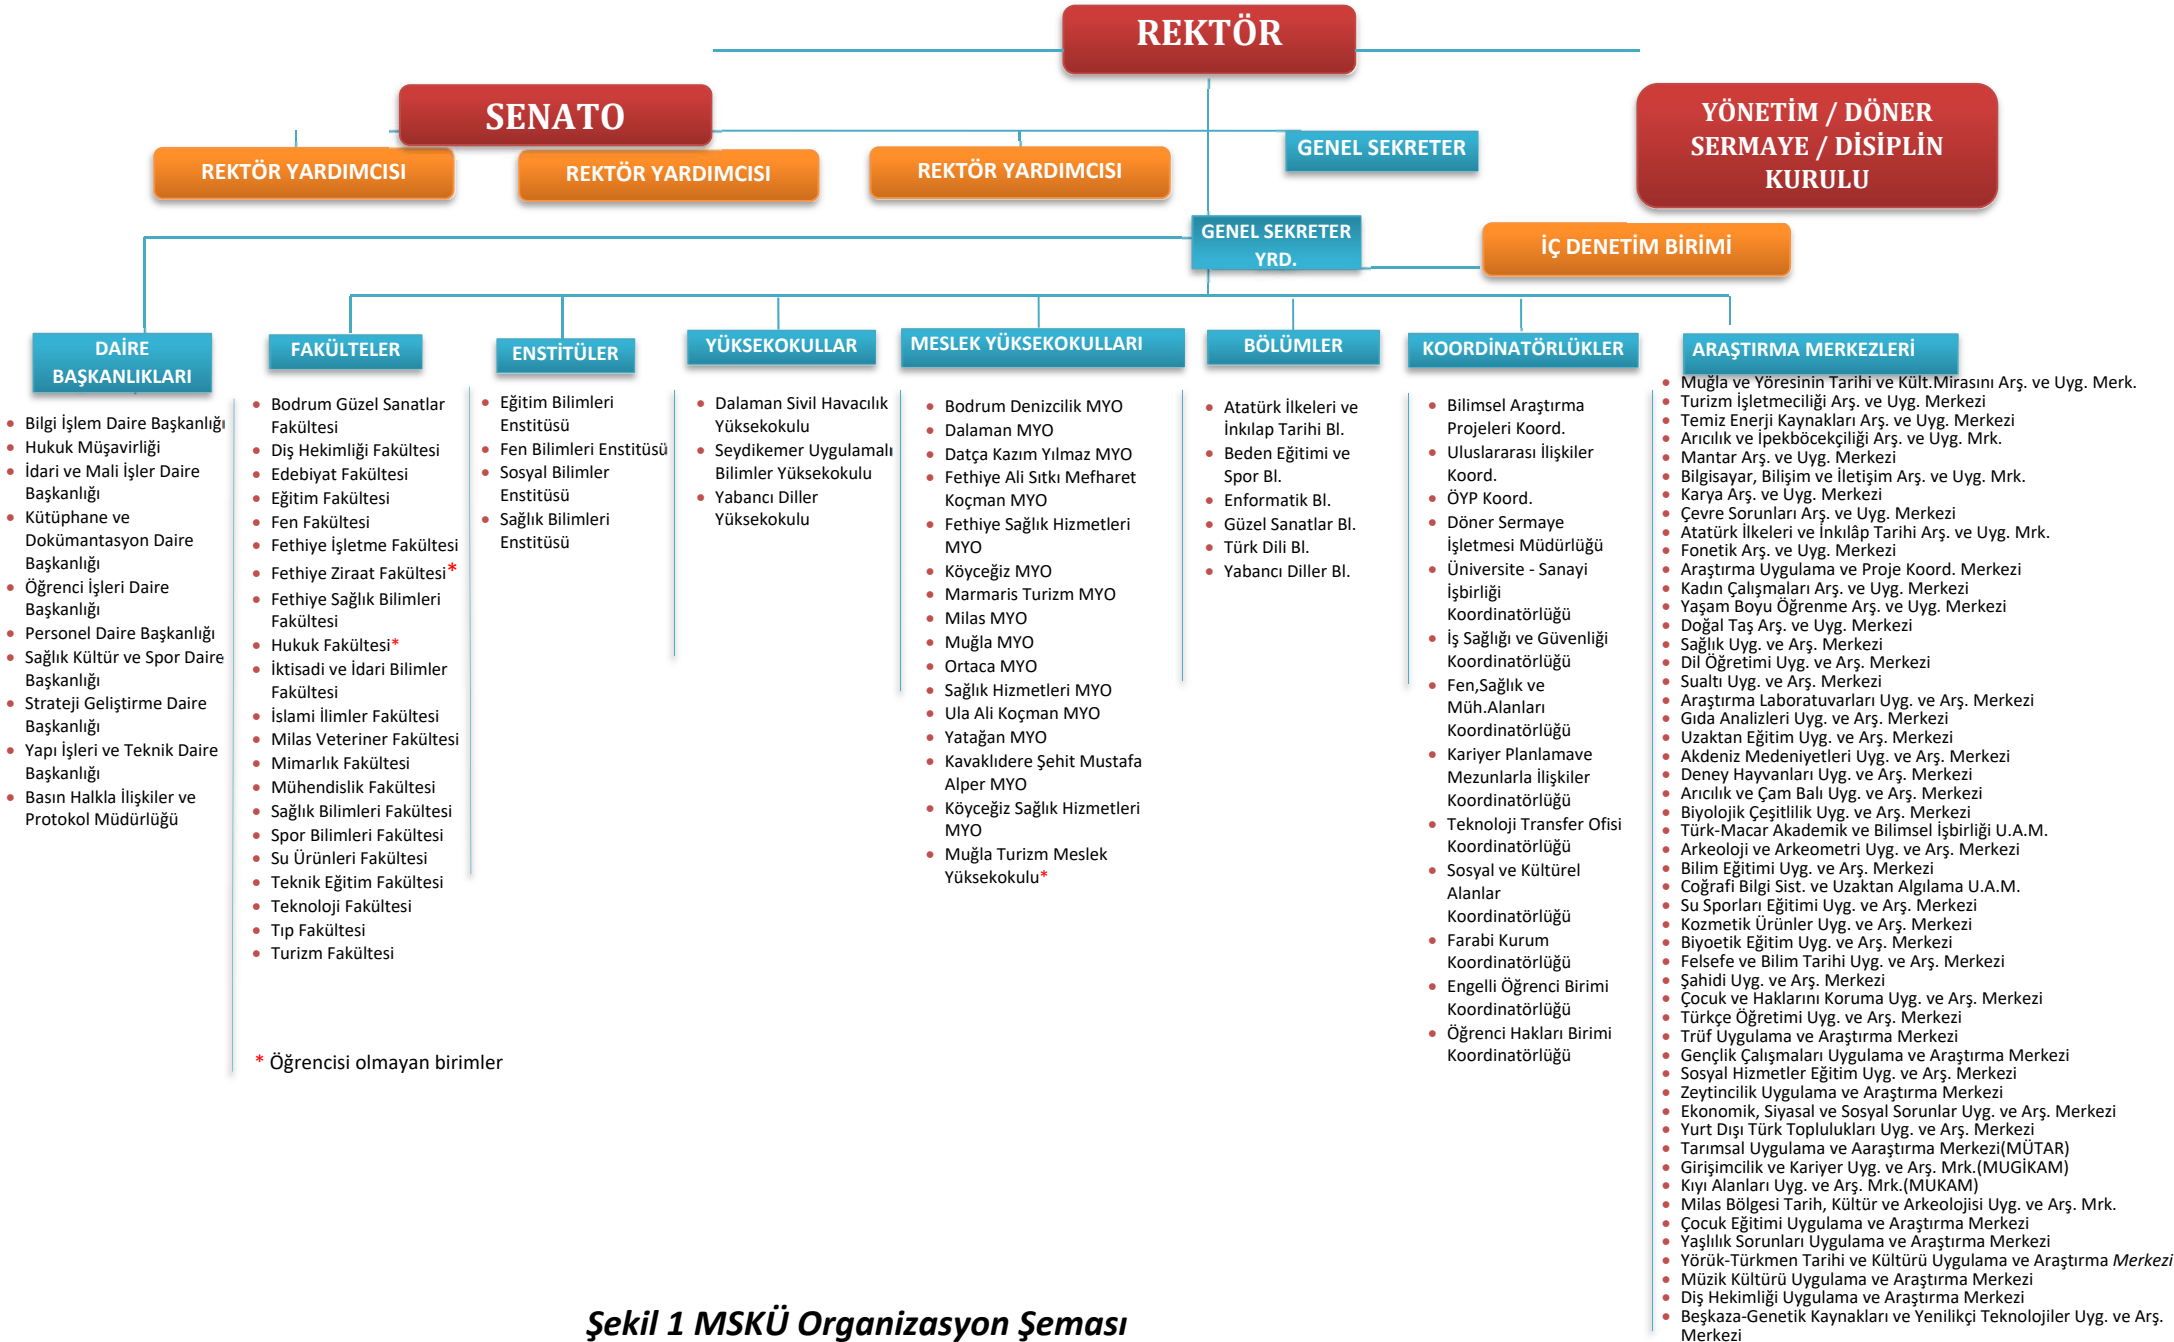 REKTÖR
SENATO
YÖNETİM / DÖNER
SERMAYE / DİSİPLİN
KURULU
REKTÖR YARDIMCISI
REKTÖR YARDIMCISI
REKTÖR YARDIMCISI
GENEL SEKRETER
GENEL SEKRETER
YRD.
İÇ DENETİM BİRİMİ
DAİRE
BAŞKANLIKLARI
Bilgi İşlem Daire Başkanlığı
Hukuk Müşavirliği
İdari ve Mali İşler Daire
Başkanlığı
Kütüphane ve
Dokümantasyon Daire
Başkanlığı
Öğrenci İşleri Daire
Başkanlığı
Personel Daire Başkanlığı
Sağlık Kültür ve Spor Daire
Başkanlığı
Strateji Geliştirme Daire
Başkanlığı
Yapı İşleri ve Teknik Daire
Başkanlığı
Basın Halkla İlişkiler ve
Protokol Müdürlüğü
FAKÜLTELER
Bodrum Güzel Sanatlar
Fakültesi
Diş Hekimliği Fakültesi
Edebiyat Fakültesi
Eğitim Fakültesi
Fen Fakültesi
Fethiye İşletme Fakültesi
Fethiye Ziraat Fakültesi*
Fethiye Sağlık Bilimleri
Fakültesi
Hukuk Fakültesi*
İktisadi ve İdari Bilimler
Fakültesi
İslami İlimler Fakültesi
Milas Veteriner Fakültesi
Mimarlık Fakültesi
Mühendislik Fakültesi
Sağlık Bilimleri Fakültesi
Spor Bilimleri Fakültesi
Su Ürünleri Fakültesi
Teknik Eğitim Fakültesi
Teknoloji Fakültesi
Tıp Fakültesi
Turizm Fakültesi
* Öğrencisi olmayan birimler
ENSTİTÜLER
Eğitim Bilimleri
Enstitüsü
Fen Bilimleri Enstitüsü
Sosyal Bilimler
Enstitüsü
Sağlık Bilimleri
Enstitüsü
YÜKSEKOKULLAR
Dalaman Sivil Havacılık
Yüksekokulu
Seydikemer Uygulamalı
Bilimler Yüksekokulu
Yabancı Diller
Yüksekokulu
MESLEK YÜKSEKOKULLARI
Bodrum Denizcilik MYO
Dalaman MYO
Datça Kazım Yılmaz MYO
Fethiye Ali Sıtkı Mefharet
Koçman MYO
Fethiye Sağlık Hizmetleri
MYO
Köyceğiz MYO
Marmaris Turizm MYO
Milas MYO
Muğla MYO
Ortaca MYO
Sağlık Hizmetleri MYO
Ula Ali Koçman MYO
Yatağan MYO
Kavaklıdere Şehit Mustafa
Alper MYO
Köyceğiz Sağlık Hizmetleri
MYO
Muğla Turizm Meslek
Yüksekokulu*
BÖLÜMLER
Atatürk İlkeleri ve
İnkılap Tarihi Bl.
Beden Eğitimi ve
Spor Bl.
Enformatik Bl.
Güzel Sanatlar Bl.
Türk Dili Bl.
Yabancı Diller Bl.
KOORDİNATÖRLÜKLER
Bilimsel Araştırma
Projeleri Koord.
Uluslararası İlişkiler
Koord.
ÖYP Koord.
Döner Sermaye
İşletmesi Müdürlüğü
Üniversite - Sanayi
İşbirliği
Koordinatörlüğü
İş Sağlığı ve Güvenliği
Koordinatörlüğü
Fen,Sağlık ve
Müh.Alanları
Koordinatörlüğü
Kariyer Planlamave
Mezunlarla İlişkiler
Koordinatörlüğü
Teknoloji Transfer Ofisi
Koordinatörlüğü
Sosyal ve Kültürel
Alanlar
Koordinatörlüğü
Farabi Kurum
Koordinatörlüğü
Engelli Öğrenci Birimi
Koordinatörlüğü
Öğrenci Hakları Birimi
Koordinatörlüğü
ARAŞTIRMA MERKEZLERİ
Muğla ve Yöresinin Tarihi ve Kült.Mirasını Arş. ve Uyg. Merk.
Turizm İşletmeciliği Arş. ve Uyg. Merkezi
Temiz Enerji Kaynakları Arş. ve Uyg. Merkezi
Arıcılık ve İpekböcekçiliği Arş. ve Uyg. Mrk.
Mantar Arş. ve Uyg. Merkezi
Bilgisayar, Bilişim ve İletişim Arş. ve Uyg. Mrk.
Karya Arş. ve Uyg. Merkezi
Çevre Sorunları Arş. ve Uyg. Merkezi
Atatürk İlkeleri ve İnkılâp Tarihi Arş. ve Uyg. Mrk.
Fonetik Arş. ve Uyg. Merkezi
Araştırma Uygulama ve Proje Koord. Merkezi
Kadın Çalışmaları Arş. ve Uyg. Merkezi
Yaşam Boyu Öğrenme Arş. ve Uyg. Merkezi
Doğal Taş Arş. ve Uyg. Merkezi
Sağlık Uyg. ve Arş. Merkezi
Dil Öğretimi Uyg. ve Arş. Merkezi
Sualtı Uyg. ve Arş. Merkezi
Araştırma Laboratuvarları Uyg. ve Arş. Merkezi
Gıda Analizleri Uyg. ve Arş. Merkezi
Uzaktan Eğitim Uyg. ve Arş. Merkezi
Akdeniz Medeniyetleri Uyg. ve Arş. Merkezi
Deney Hayvanları Uyg. ve Arş. Merkezi
Arıcılık ve Çam Balı Uyg. ve Arş. Merkezi
Biyolojik Çeşitlilik Uyg. ve Arş. Merkezi
Türk-Macar Akademik ve Bilimsel İşbirliği U.A.M.
Arkeoloji ve Arkeometri Uyg. ve Arş. Merkezi
Bilim Eğitimi Uyg. ve Arş. Merkezi
Coğrafi Bilgi Sist. ve Uzaktan Algılama U.A.M.
Su Sporları Eğitimi Uyg. ve Arş. Merkezi
Kozmetik Ürünler Uyg. ve Arş. Merkezi
Biyoetik Eğitim Uyg. ve Arş. Merkezi
Felsefe ve Bilim Tarihi Uyg. ve Arş. Merkezi
Şahidi Uyg. ve Arş. Merkezi
Çocuk ve Haklarını Koruma Uyg. ve Arş. Merkezi
Türkçe Öğretimi Uyg. ve Arş. Merkezi
Trüf Uygulama ve Araştırma Merkezi
Gençlik Çalışmaları Uygulama ve Araştırma Merkezi
Sosyal Hizmetler Eğitim Uyg. ve Arş. Merkezi
Zeytincilik Uygulama ve Araştırma Merkezi
Ekonomik, Siyasal ve Sosyal Sorunlar Uyg. ve Arş. Merkezi
Yurt Dışı Türk Toplulukları Uyg. ve Arş. Merkezi
Tarımsal Uygulama ve Aaraştırma Merkezi(MÜTAR)
Girişimcilik ve Kariyer Uyg. ve Arş. Mrk.(MUGİKAM)
Kıyı Alanları Uyg. ve Arş. Mrk.(MUKAM)
Milas Bölgesi Tarih, Kültür ve Arkeolojisi Uyg. ve Arş. Mrk.
Çocuk Eğitimi Uygulama ve Araştırma Merkezi
Yaşlılık Sorunları Uygulama ve Araştırma Merkezi
Yörük-Türkmen Tarihi ve Kültürü Uygulama ve Araştırma Merkezi
Müzik Kültürü Uygulama ve Araştırma Merkezi
Diş Hekimliği Uygulama ve Araştırma Merkezi
Beşkaza-Genetik Kaynakları ve Yenilikçi Teknolojiler Uyg. ve Arş.
Merkezi
Şekil 1 MSKÜ Organizasyon Şeması